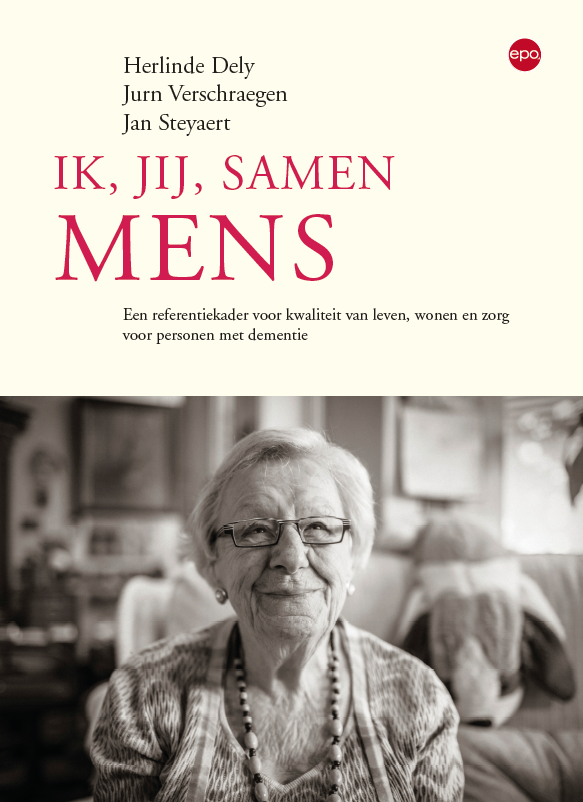 epo
Herlinde Dely
Jurn Verschraegen
Jan Steyaert
IK, JIJ, SAMEN
MENS
Een referentiekader voor kwaliteit van leven, wonen en zorg
voor personen met dementie